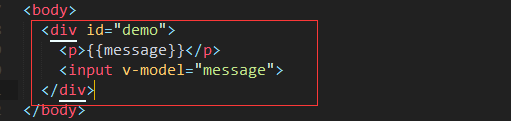 <body>
<div id="demo">
<p>{{message}}</p>
<input v-model="message">
</div>
</body>